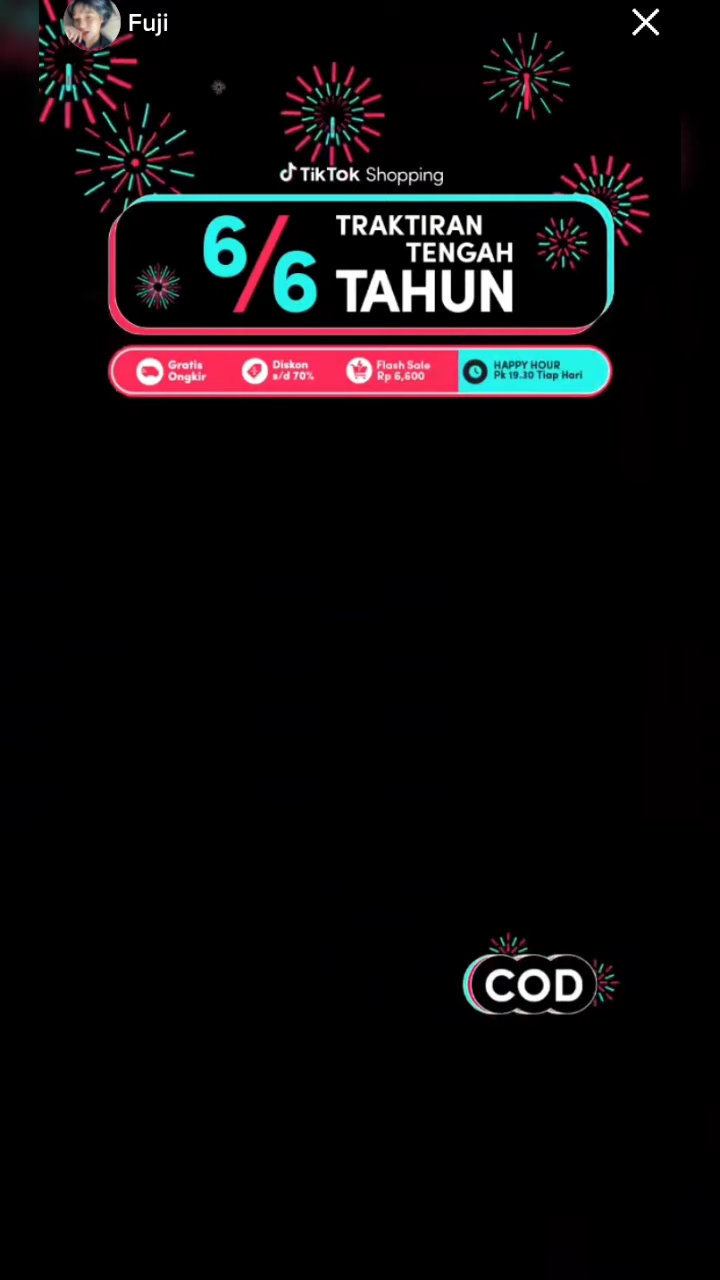 Fuji
TikTok Shopping
6/6
TRAKTIRAN
TENGAH
TAHUN
Gratis
Ongkir
Diskon
s/d 70%
Flash Sale
Rp 6,600
HAPPY HOUR
Pk 19.30 Tiap Hari
COD